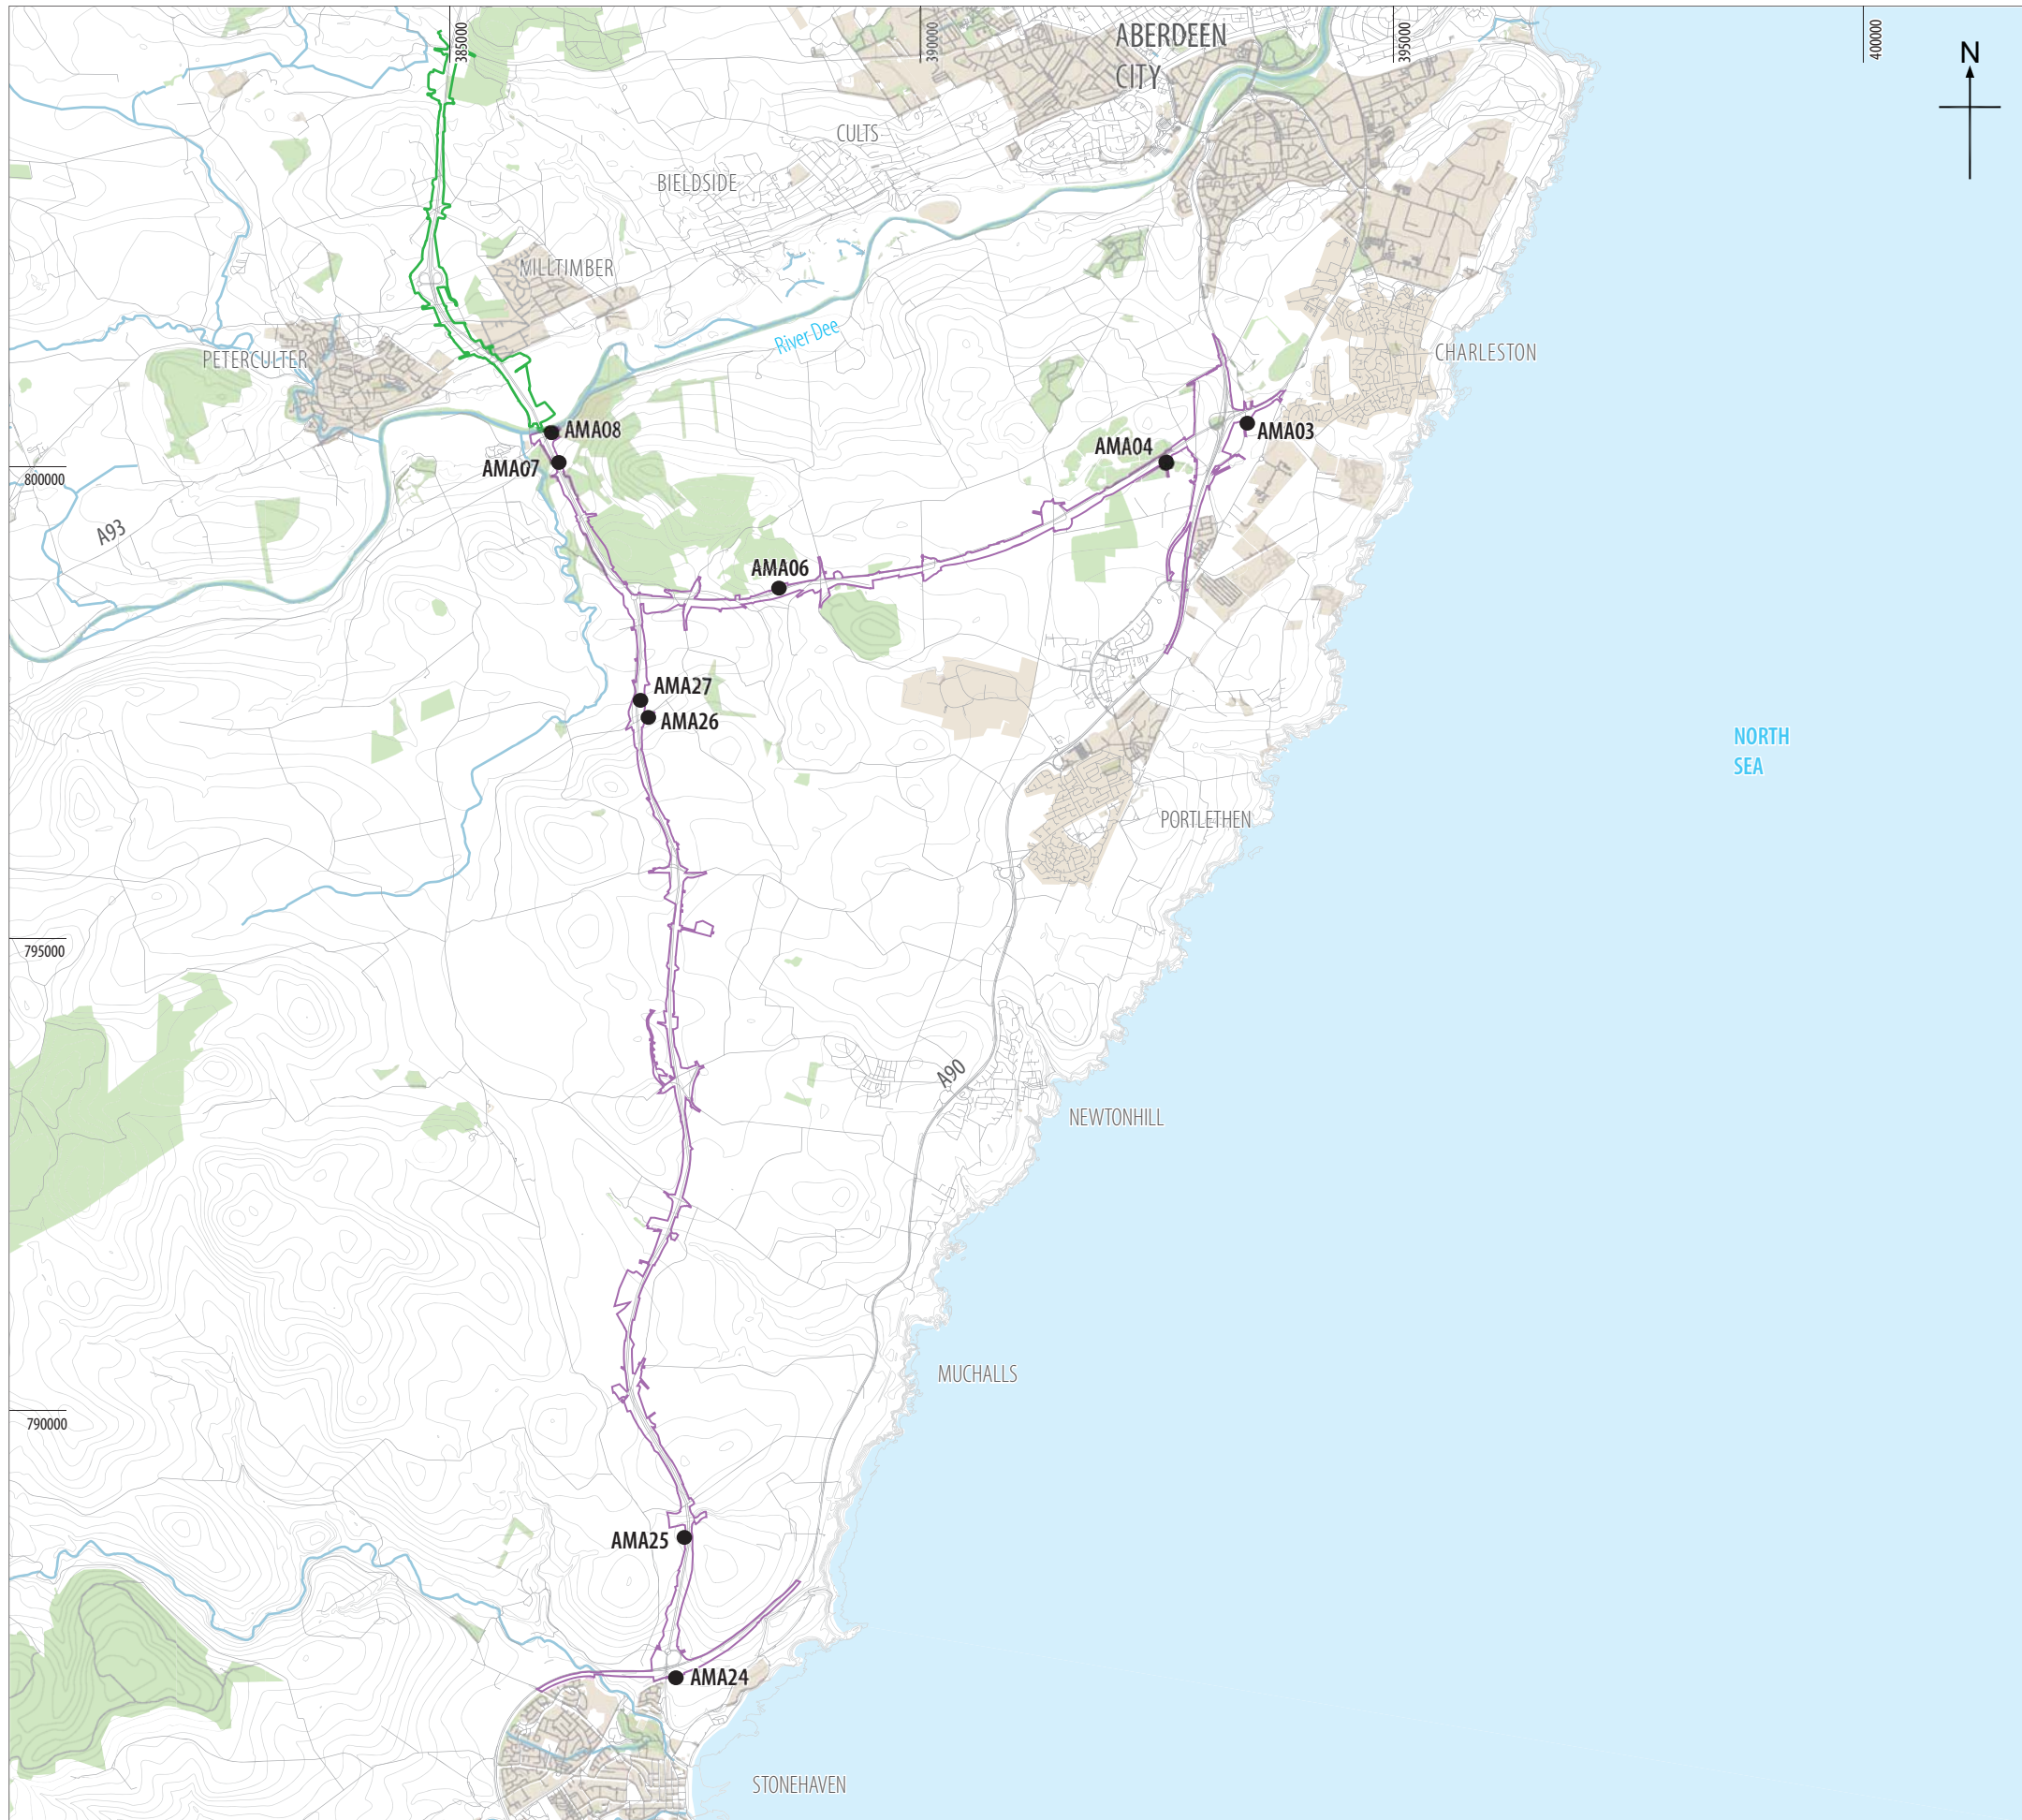 385000
390000
395000
400000
ABERDEEN
CITY
N
CULTS
BIELDSIDE
MILLTIMBER
River Dee
PETERCULTER
CHARLESTON
AMA08
AMA03
AMA04
AMA07
800000
A93
AMA06
AMA27
AMA26
NORTH
SEA
PORTLETHEN
795000
A90
NEWTONHILL
MUCHALLS
790000
AMA25
AMA24
STONEHAVEN